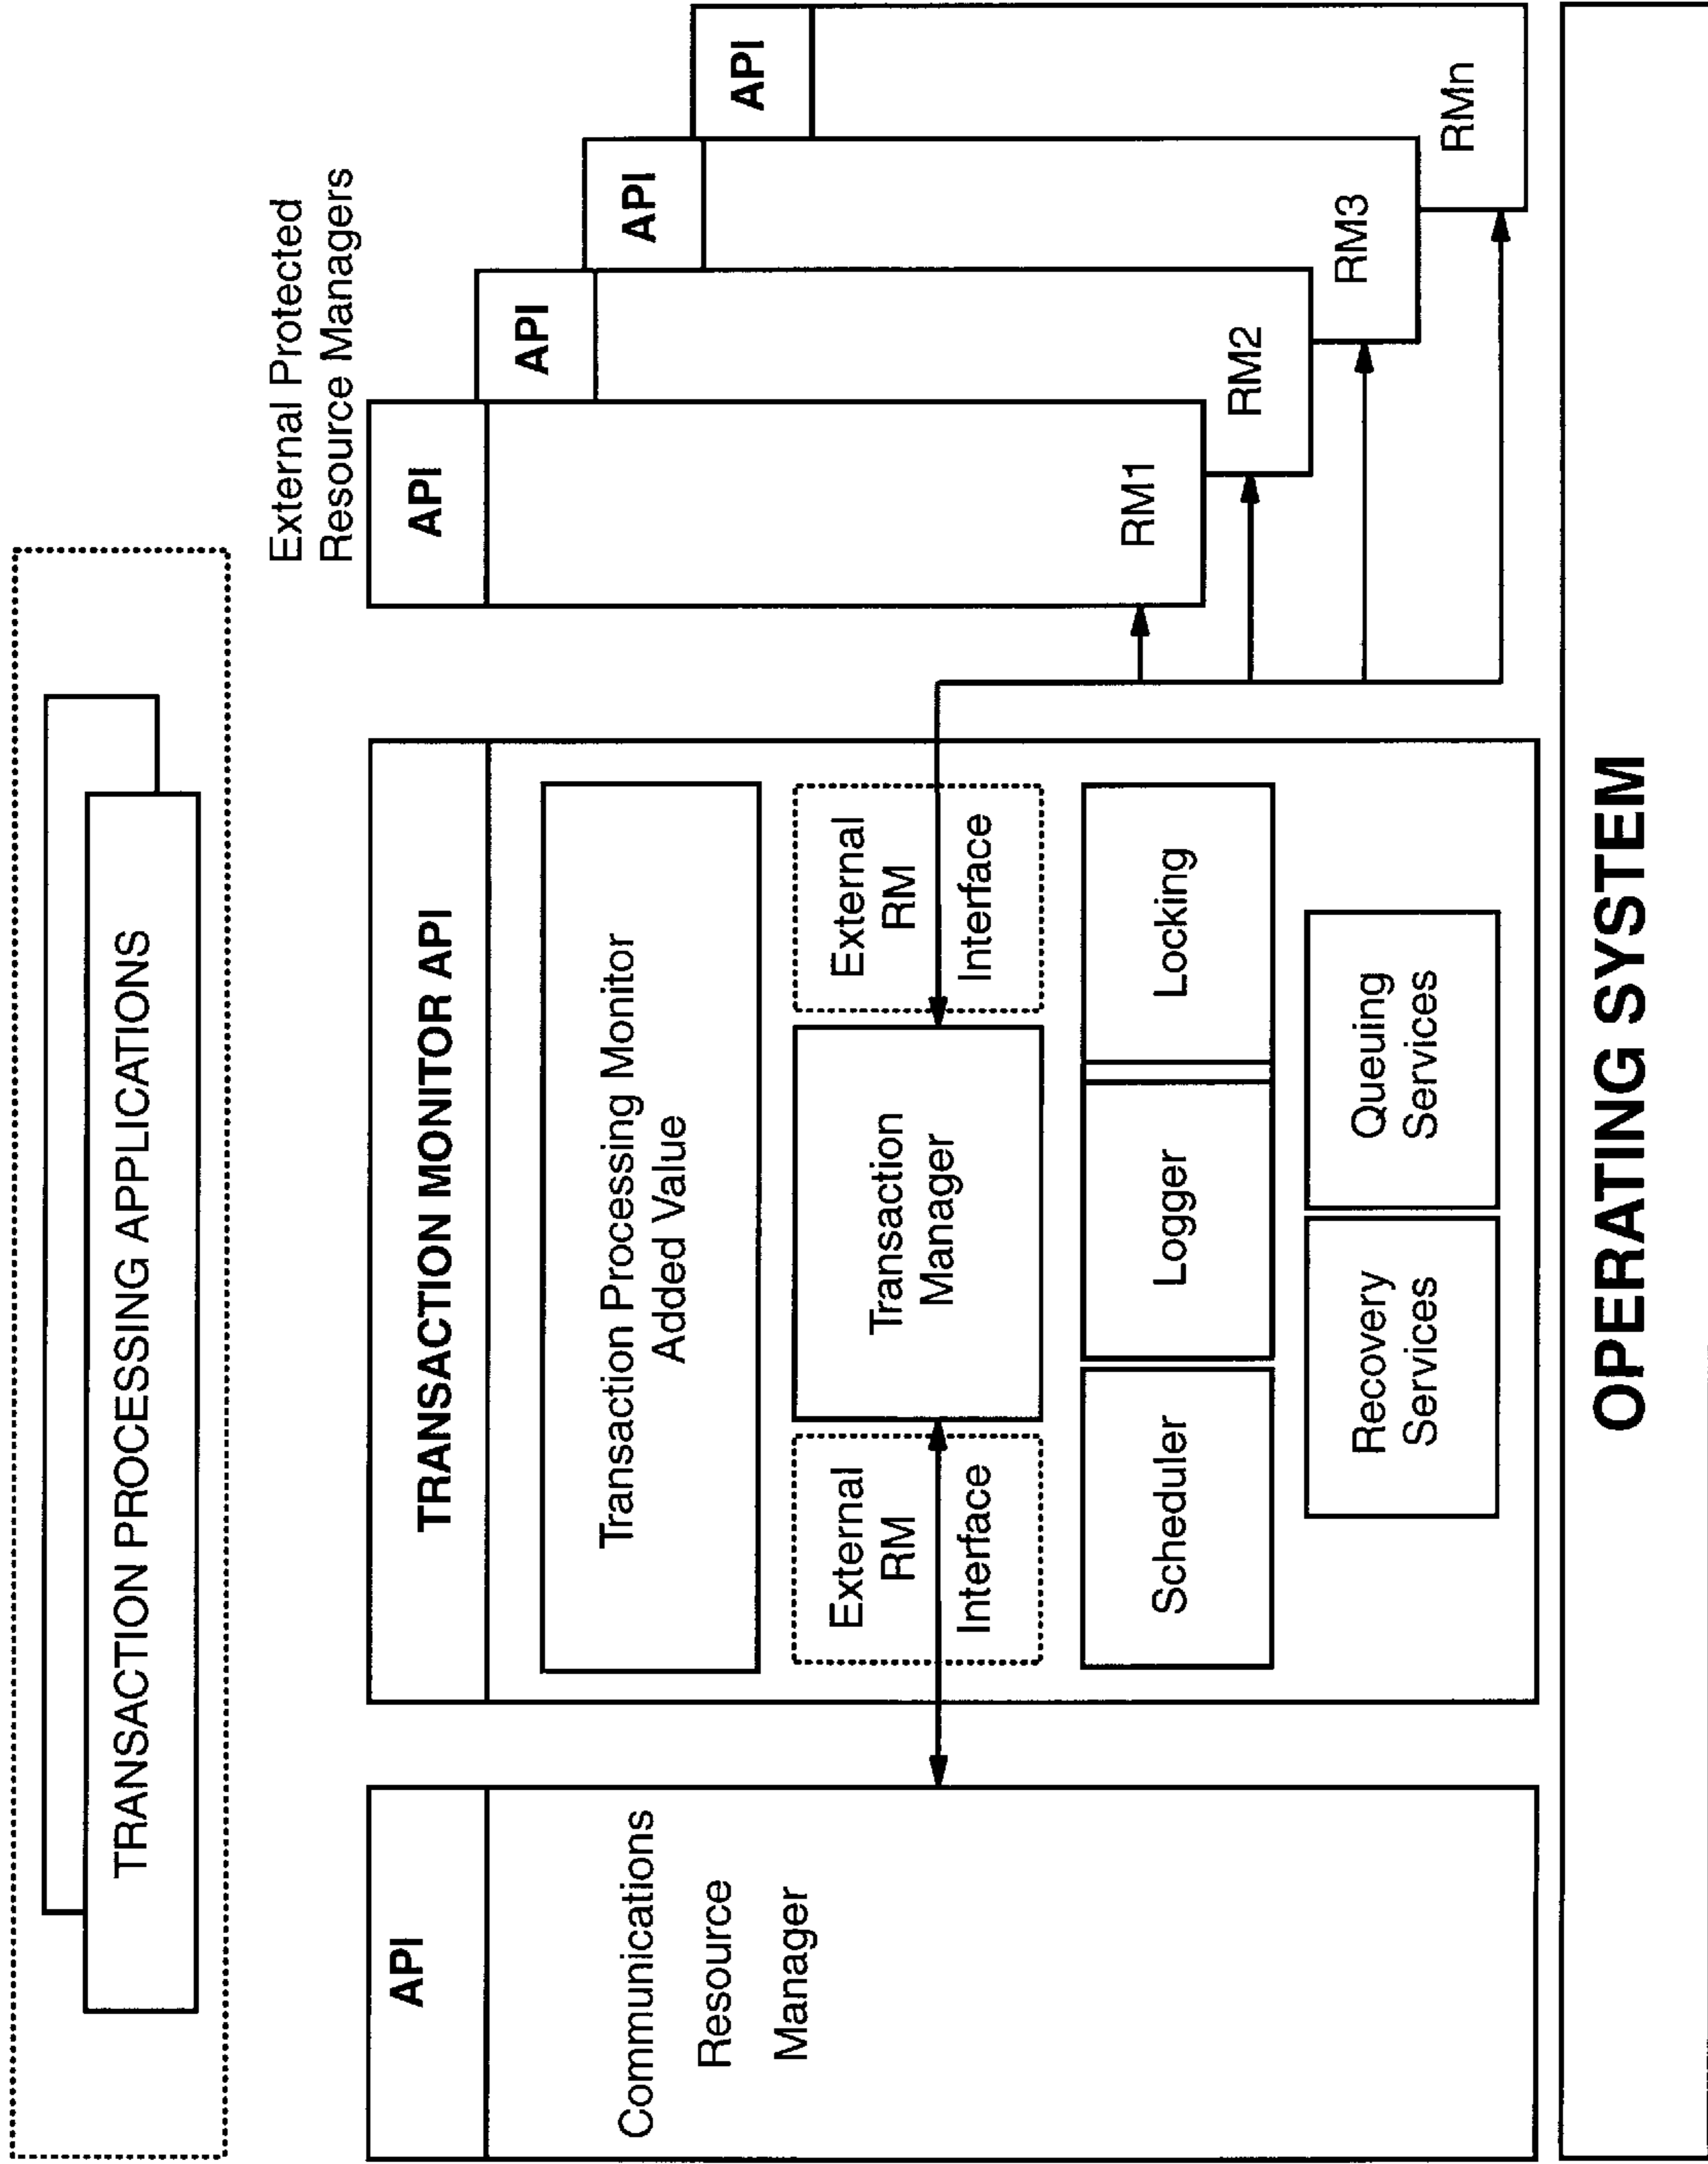 TRANSACTION PROCESSING APPLICATIONS
External Protected
Resource Managers
API
Communications
Resource
Manager
TRANSACTION MONITOR API
Transaction Processing Monitor
Added Value
External
RM
Interface
Transaction
Manager
External
RM
Interface
Scheduler
Logger
Locking
Recovery
Services
Queuing
Services
API
RM1
API
RM2
API
RM3
API
RMn
OPERATING SYSTEM